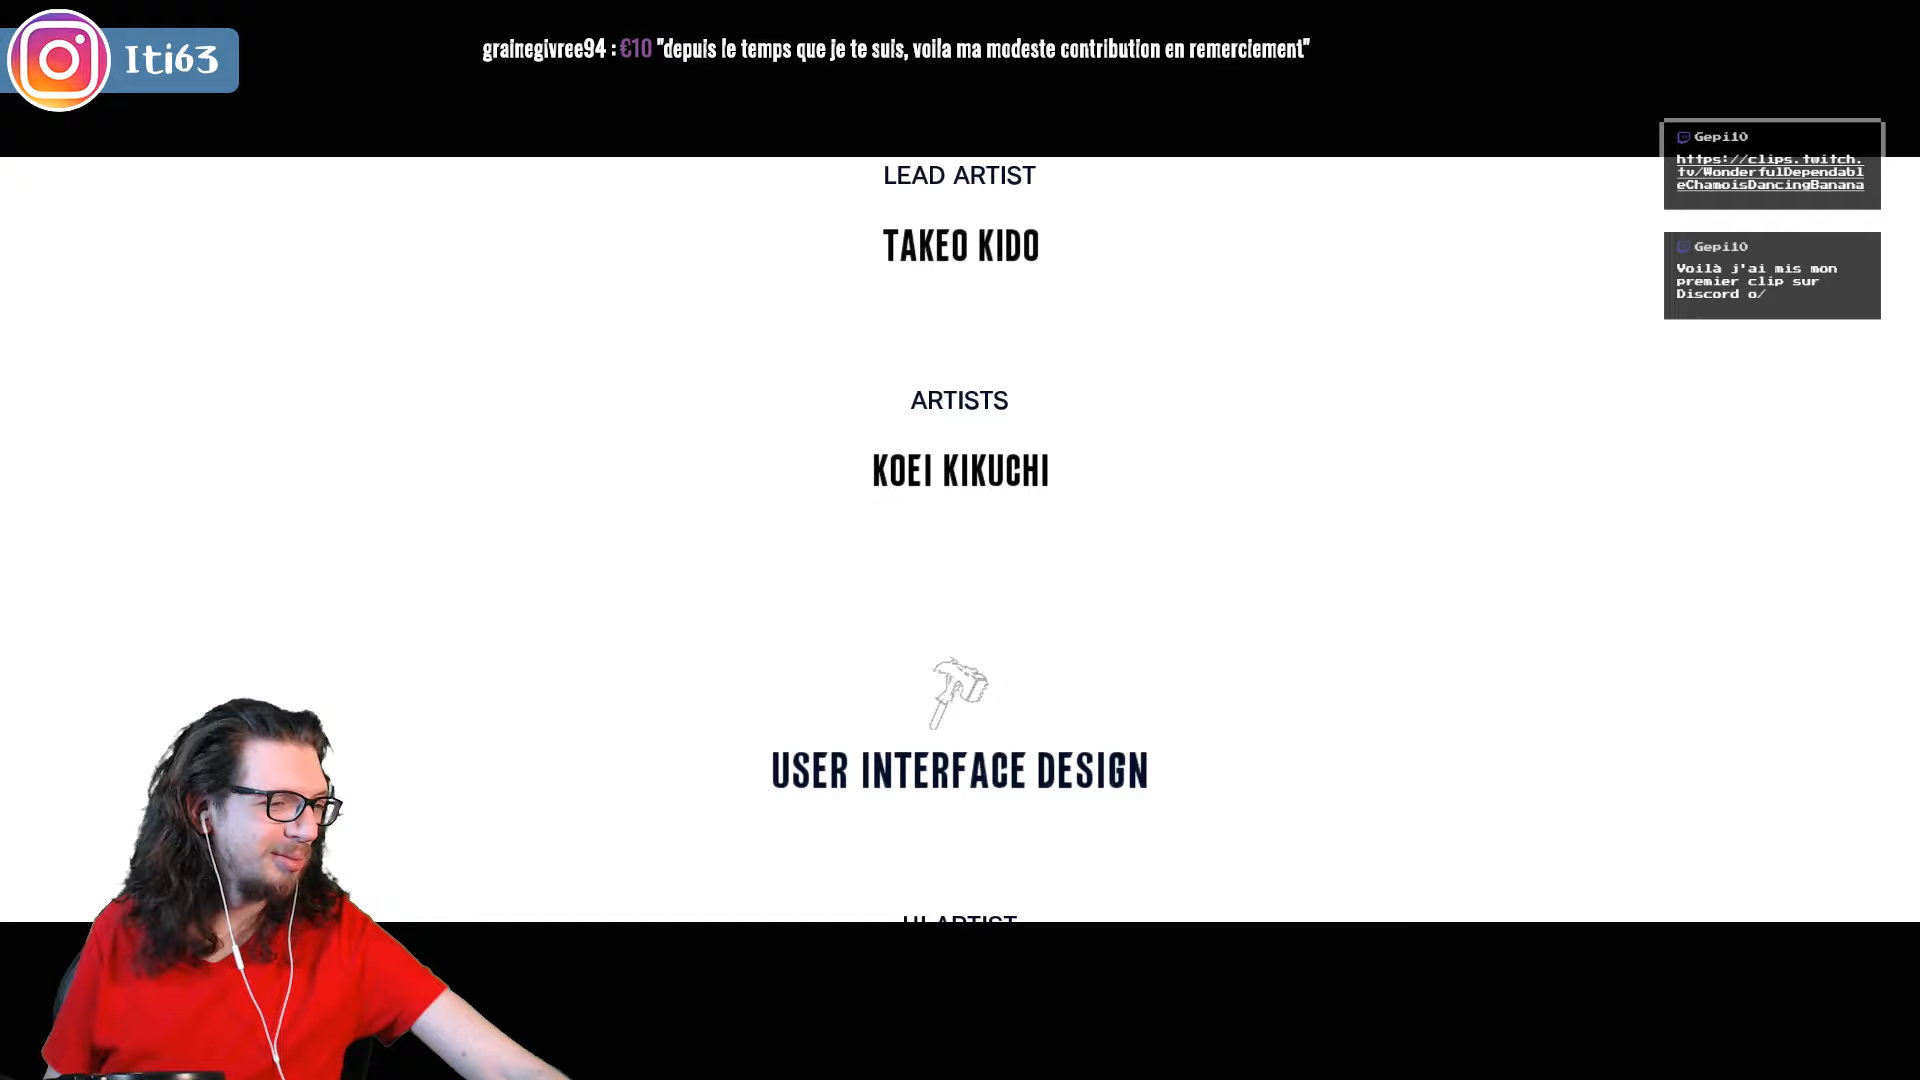 Iti63
grainegivree94 : €10 "depuis le temps que je te suis, voila ma modeste contribution en remerciement"
Gepi10
https://clips.twitch.
tv/WonderfulDependabl
eChamoisDancingBanana
Gepi10
Voilà j'ai mis mon
premier clip sur
Discord o/
LEAD ARTIST
TAKEO KIDO
ARTISTS
KOEI KIKUCHI
USER INTERFACE DESIGN
UI ARTIST